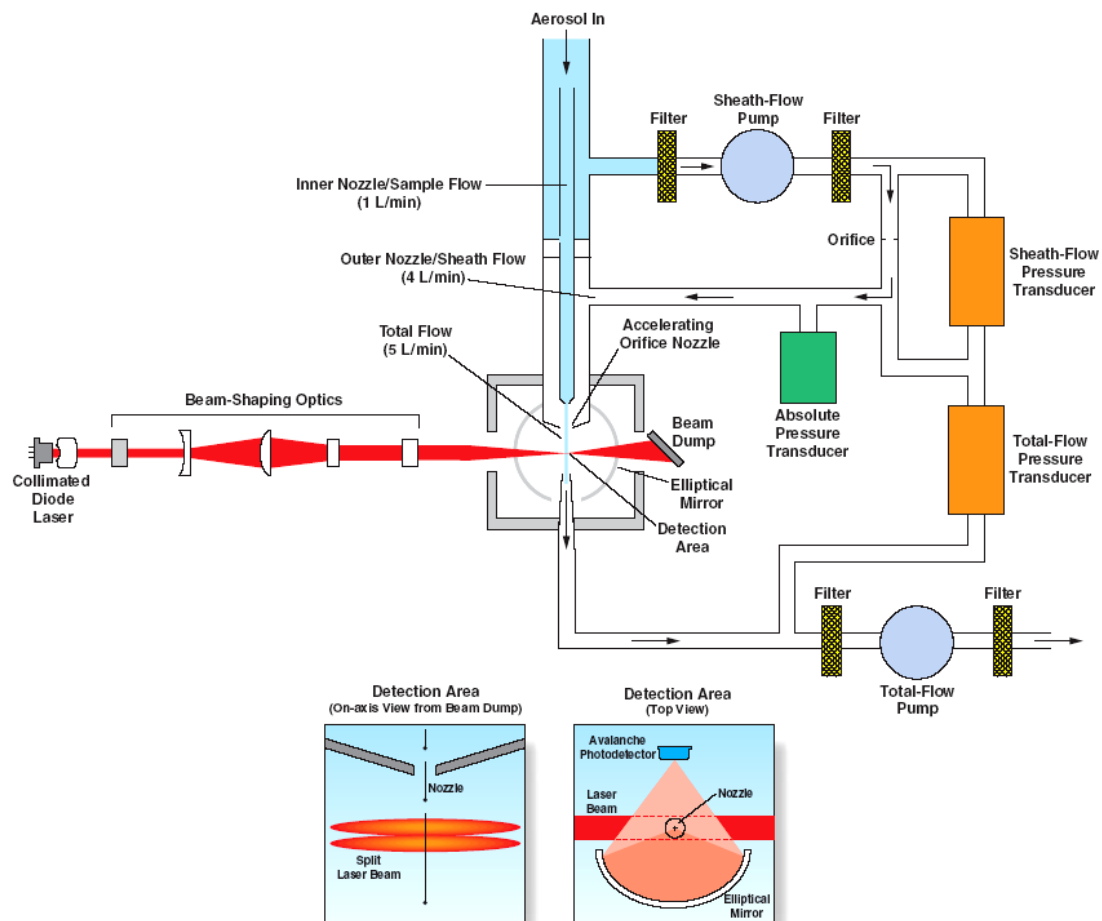 Aerosol In
Sheath-Flow
Pump
Filter
Filter
Inner Nozzle/Sample Flow
(1 L/min)
Orifice
Outer Nozzle/Sheath Flow
(4 L/min)
Sheath-Flow
Pressure
Transducer
Total Flow
(5 L/min)
Accelerating
Orifice Nozzle
Beam-Shaping Optics
Beam
Dump
Absolute
Pressure
Transducer
Total-Flow
Pressure
Transducer
Collimated
Diode
Laser
Elliptical
Mirror
Detection
Area
Filter
Filter
Total-Flow
Pump
Detection Area
(On-axis View from Beam Dump)
Nozzle
Split
Laser Beam
Detection Area
(Top View)
Avalanche
Photodetector
Laser
Beam
Nozzle
Elliptical
Mirror